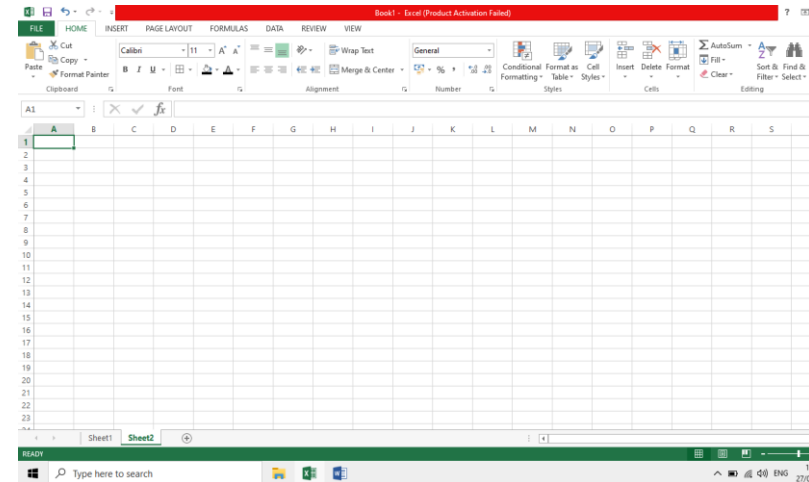 Book1 - Excel (Product Activation Failed)
?
FILE HOME INSERT PAGE LAYOUT FORMULAS DATA REVIEW VIEW
Paste
Cut
Copy
Format Painter
Clipboard
Calibri 11 A A
B I U A
Font
Wrap Text
Merge & Center
Alignment
General
% , .0 .00
Number
Conditional Formatting
Format as Table
Cell Styles
Styles
Insert Delete Format
Cells
AutoSum
Fill
Clear
Sort & Filter
Find & Select
Editing
A1 fx
A B C D E F G H I J K L M N O P Q R S
1
2
3
4
5
6
7
8
9
10
11
12
13
14
15
16
17
18
19
20
21
22
23
Sheet1 Sheet2
READY
Type here to search
ENG